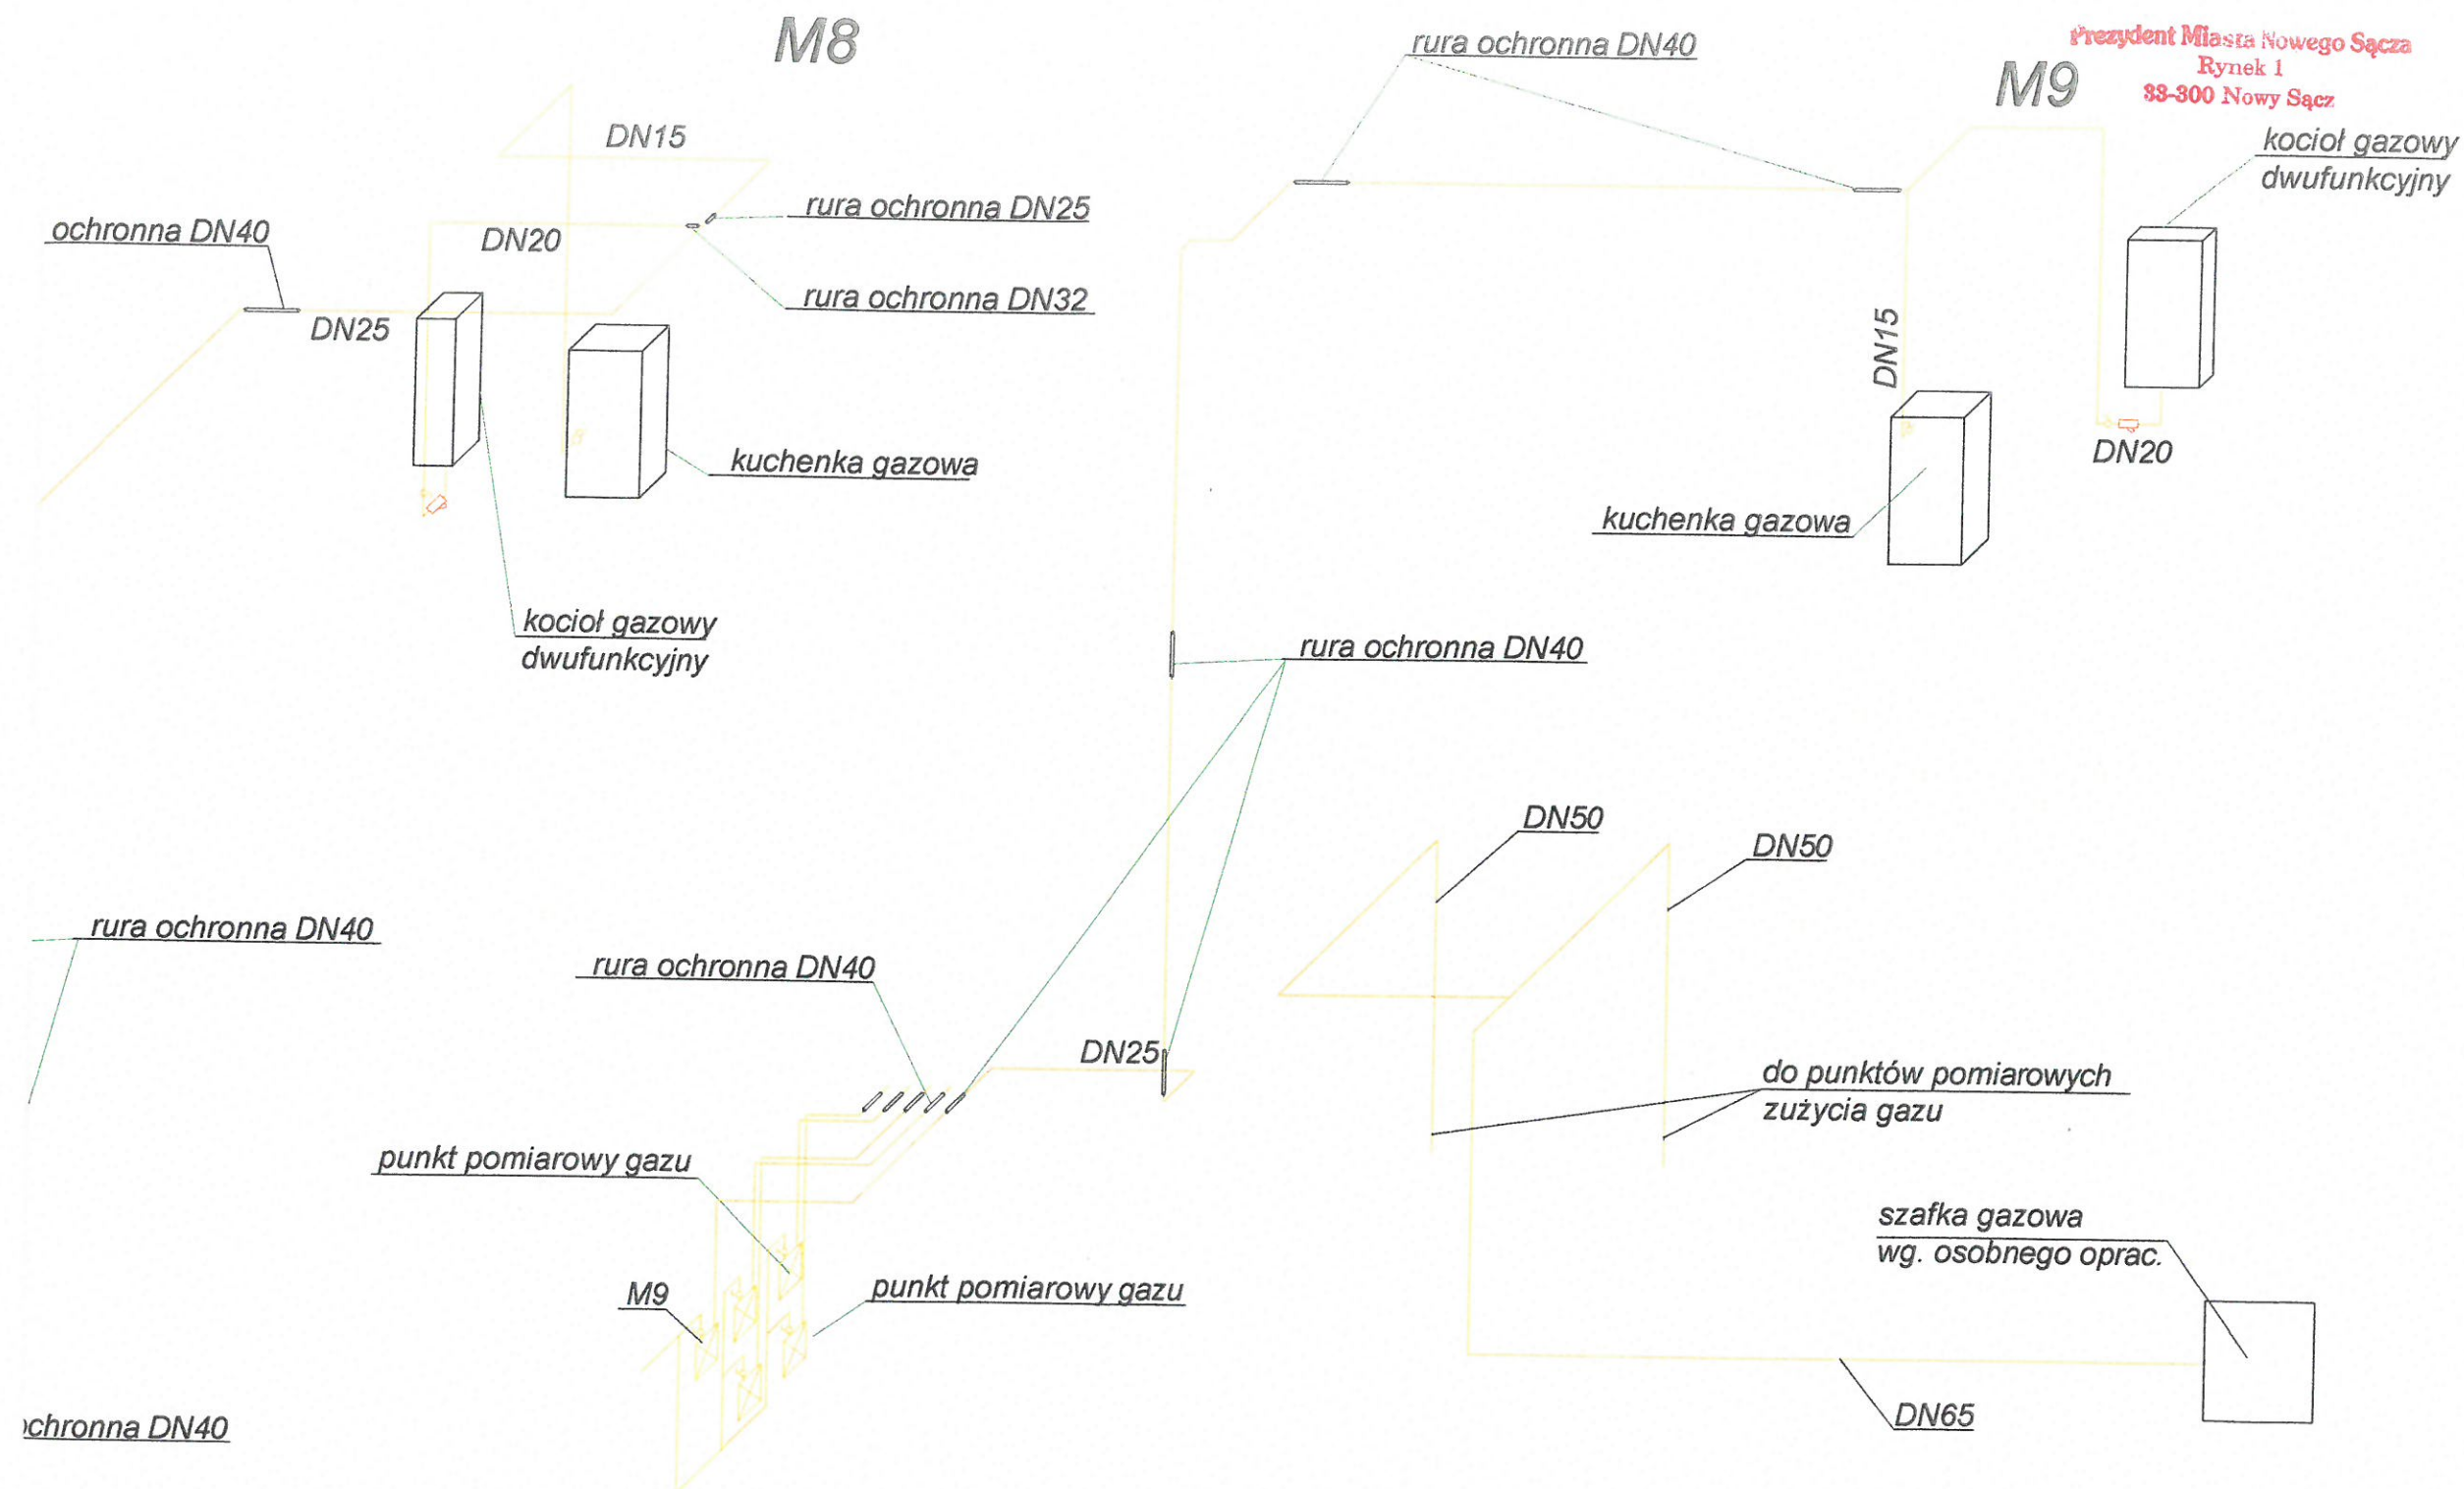 M8
rura ochronna DN40
Prezydent Miasta Nowego Sącza
Rynek 1
33-300 Nowy Sącz
M9
kocioł gazowy
dwufunkcyjny
DN15
rura ochronna DN25
ochronna DN40
DN20
rura ochronna DN32
DN25
DN15
kuchenka gazowa
DN20
kuchenka gazowa
kocioł gazowy
dwufunkcyjny
rura ochronna DN40
DN50
DN50
rura ochronna DN40
rura ochronna DN40
DN25
do punktów pomiarowych
zużycia gazu
punkt pomiarowy gazu
szafka gazowa
wg. osobnego oprac.
M9
punkt pomiarowy gazu
DN65
chronna DN40